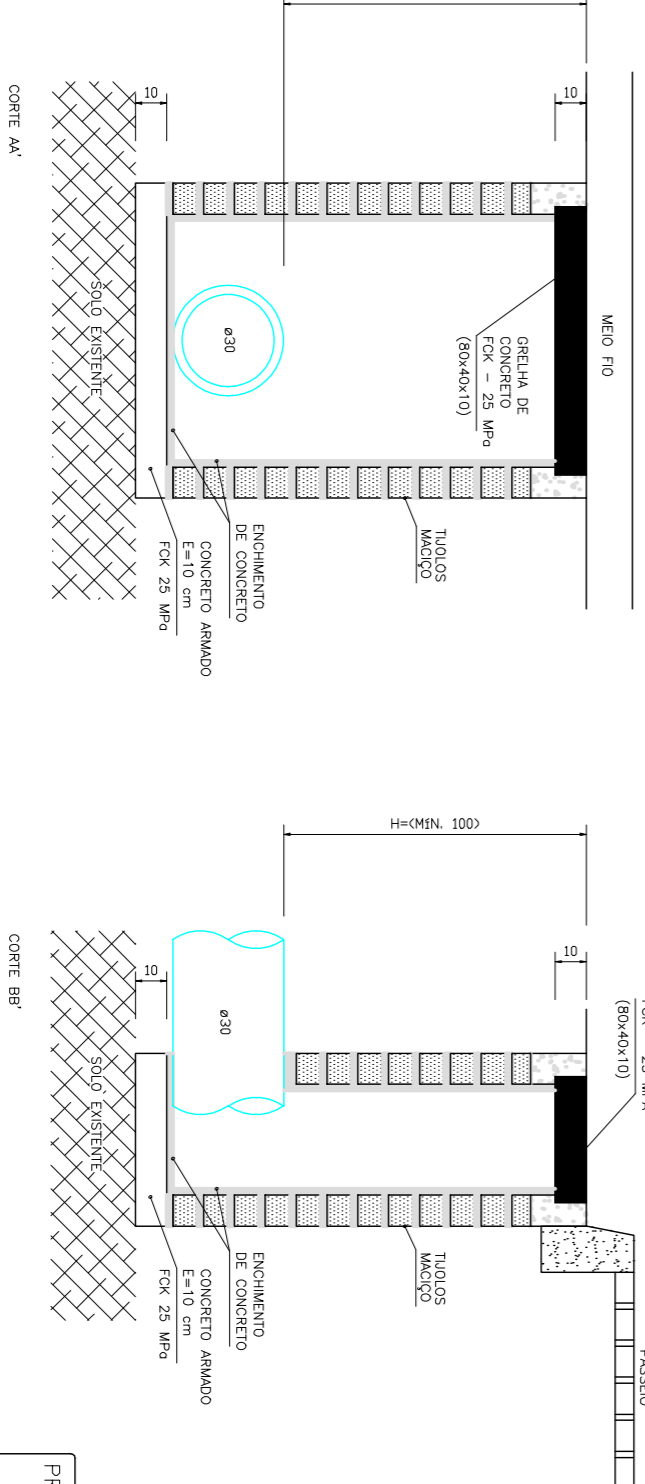 10
10
MEIO FIO
GRELHA DE
CONCRETO
FCK - 25 MPa
(80x40x10)
ø30
TIJOLOS
MACIÇO
ENCHIMENTO
DE CONCRETO
CONCRETO ARMADO
E=10 cm
FCK 25 MPa
SOLO EXISTENTE
CORTE AA'
H=(MÍN. 100)
10
10
(80x40x10)
PASSEIO
ø30
TIJOLOS
MACIÇO
ENCHIMENTO
DE CONCRETO
CONCRETO ARMADO
E=10 cm
FCK 25 MPa
SOLO EXISTENTE
CORTE BB'